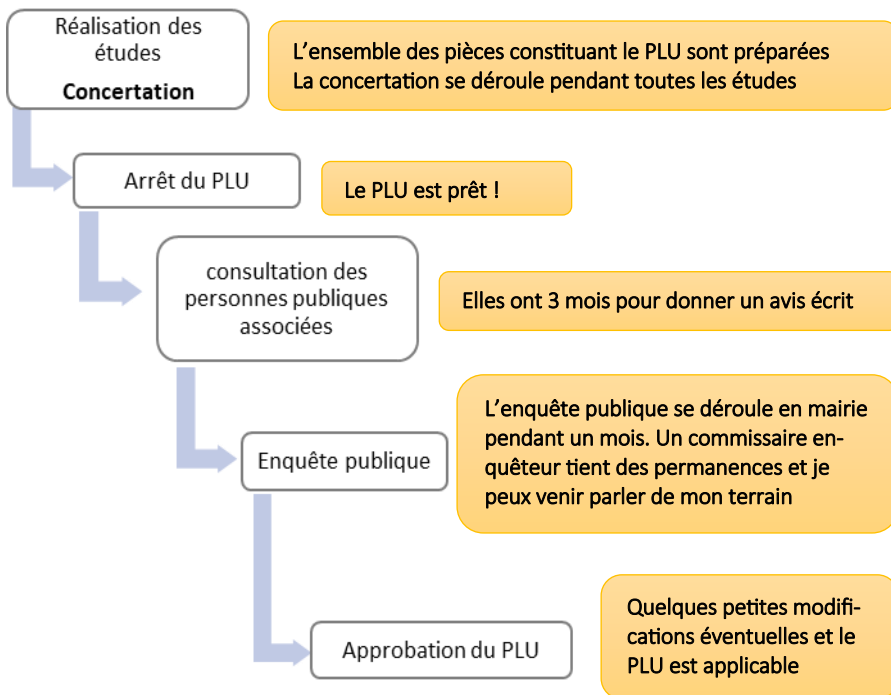 Réalisation des
études
Concertation
L'ensemble des pièces constituant le PLU sont préparées
La concertation se déroule pendant toutes les études
Arrêt du PLU
Le PLU est prêt !
consultation des
personnes publiques
associées
Elles ont 3 mois pour donner un avis écrit
Enquête publique
L'enquête publique se déroule en mairie
pendant un mois. Un commissaire en-
quêteur tient des permanences et je
peux venir parler de mon terrain
Approbation du PLU
Quelques petites modifi-
cations éventuelles et le
PLU est applicable